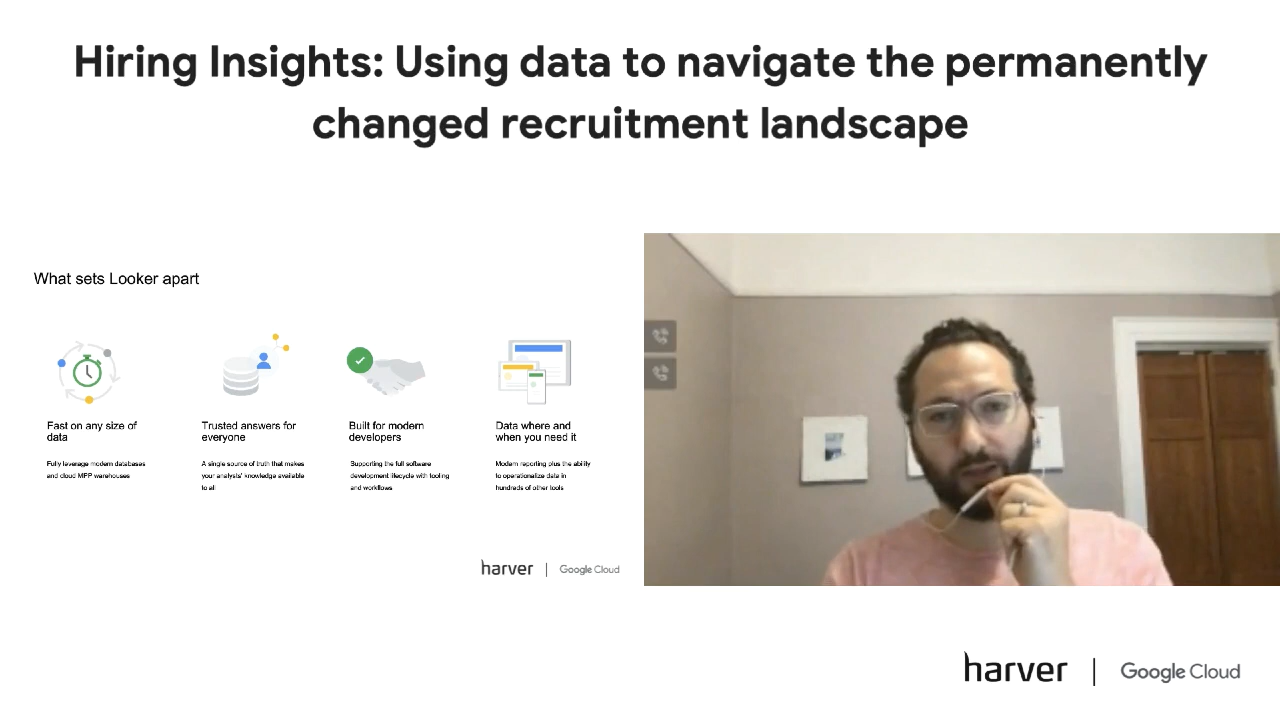 Hiring Insights: Using data to navigate the permanently
changed recruitment landscape
What sets Looker apart
Fast on any size of
data
Fully leverage modern databases
and cloud MPP warehouses
Trusted answers for
everyone
A single source of truth that makes
your analysts' knowledge available
to all
Built for modern
developers
Supporting the full software
development lifecycle with tooling
and workflows
Data where and
when you need it
Modern reporting plus the ability
to operationalize data in
hundreds of other tools
harver | Google Cloud
harver | Google Cloud